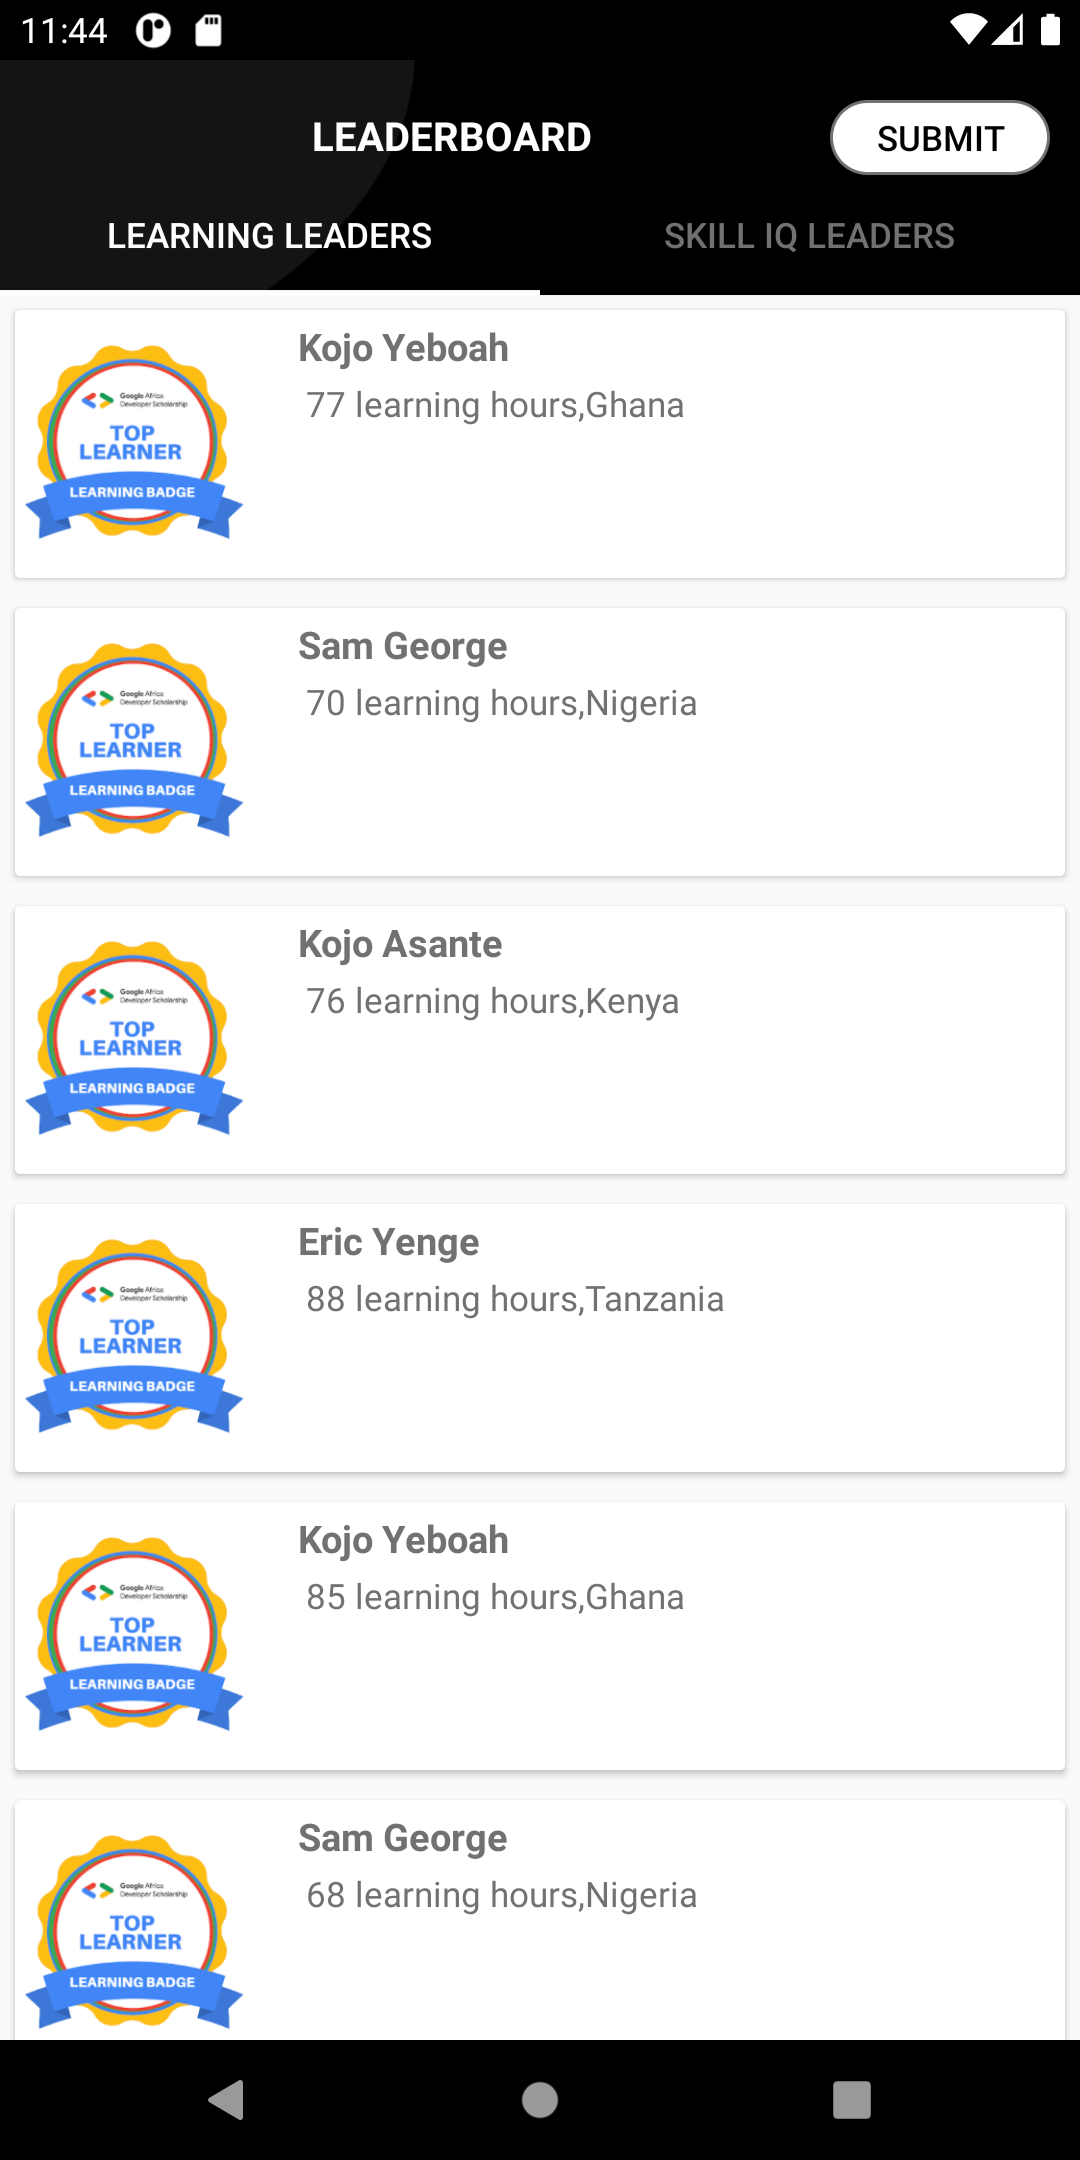 11:44
LEADERBOARD
SUBMIT
LEARNING LEADERS
SKILL IQ LEADERS
Google Africa
Developer Scholarship
TOP
LEARNER
LEARNING BADGE
Kojo Yeboah
77 learning hours,Ghana
Google Africa
Developer Scholarship
TOP
LEARNER
LEARNING BADGE
Sam George
70 learning hours,Nigeria
Google Africa
Developer Scholarship
TOP
LEARNER
LEARNING BADGE
Kojo Asante
76 learning hours,Kenya
Google Africa
Developer Scholarship
TOP
LEARNER
LEARNING BADGE
Eric Yenge
88 learning hours,Tanzania
Google Africa
Developer Scholarship
TOP
LEARNER
LEARNING BADGE
Kojo Yeboah
85 learning hours,Ghana
Google Africa
Developer Scholarship
TOP
LEARNER
LEARNING BADGE
Sam George
68 learning hours,Nigeria